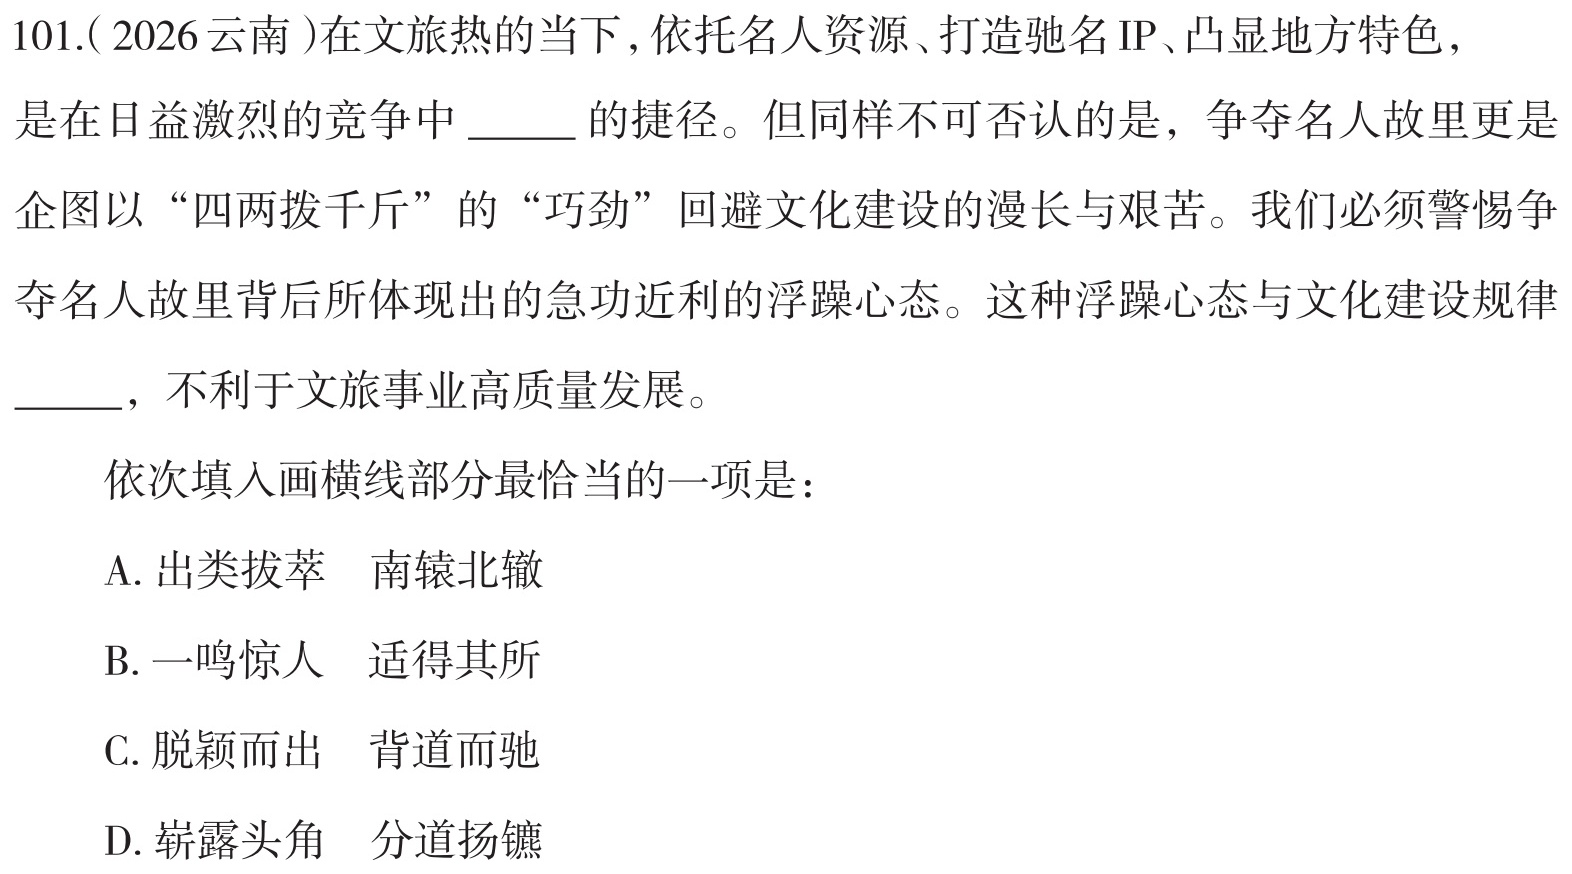 101.(2026云南)在文旅热的当下,依托名人资源、打造驰名IP、凸显地方特色,
是在日益激烈的竞争中_____的捷径。但同样不可否认的是，争夺名人故里更是
企图以“四两拨千斤”的“巧劲”回避文化建设的漫长与艰苦。我们必须警惕争
夺名人故里背后所体现出的急功近利的浮躁心态。这种浮躁心态与文化建设规律
_____，不利于文旅事业高质量发展。
依次填入画横线部分最恰当的一项是：
A. 出类拔萃　南辕北辙
B. 一鸣惊人　适得其所
C. 脱颖而出　背道而驰
D. 崭露头角　分道扬镳